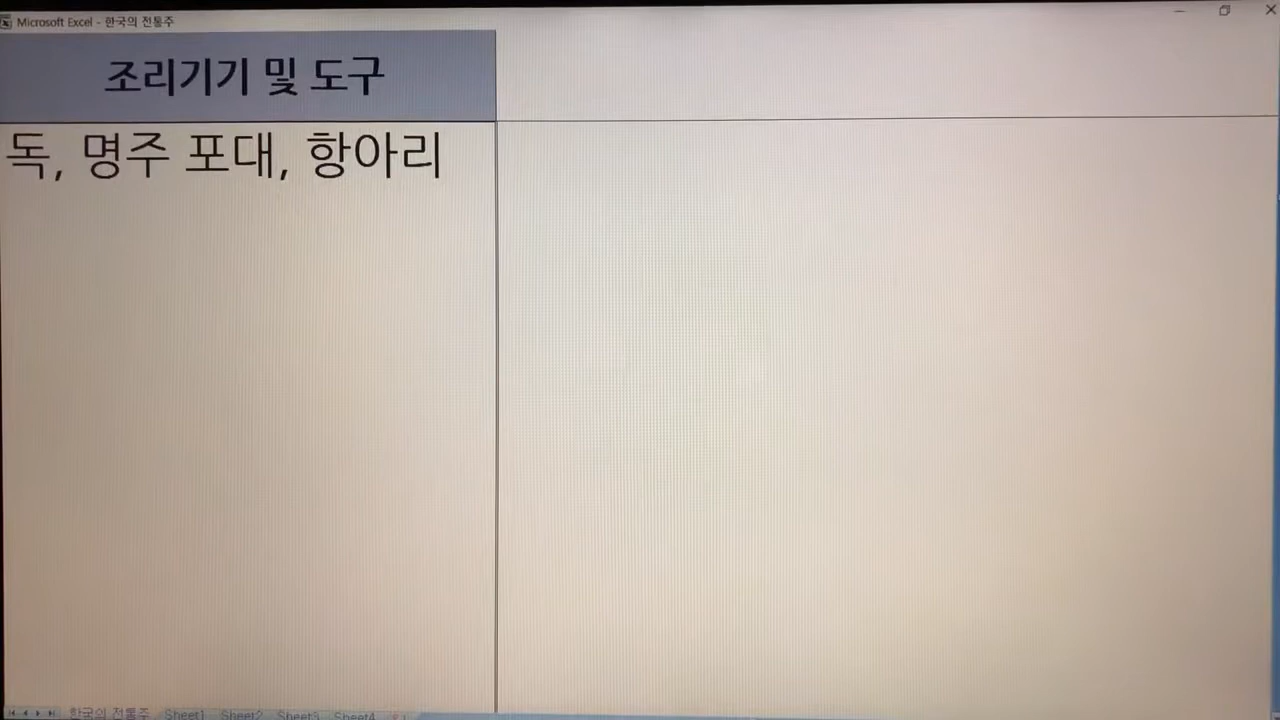 Microsoft Excel - 한국의 전통주
조리기기 및 도구
독, 명주 포대, 항아리
한국의 전통주 Sheet1 Sheet2 Sheet3 Sheet4